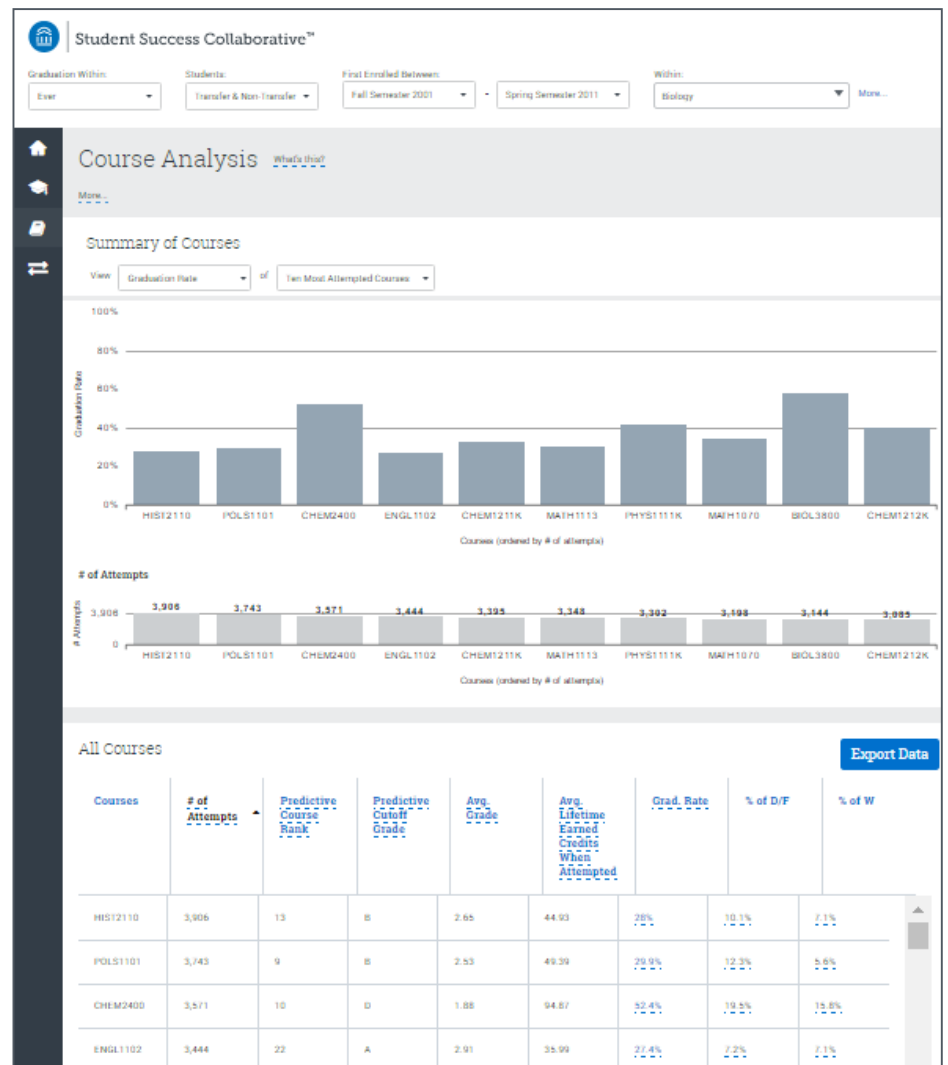 Student Success Collaborative™
Graduation Within: Students: First Enrolled Between: Within:
Ever Transfer & Non-Transfer Fall Semester 2001 - Spring Semester 2011 Biology More...
Course Analysis What's this?
More...
Summary of Courses
View Graduation Rate of Ten Most Attempted Courses
100%
80%
60%
40%
20%
0%
Graduation Rate
HIST2110 POLS1101 CHEM2400 ENGL1102 CHEM1211K MATH1113 PHYS1111K MATH1070 BIOL3800 CHEM1212K
Courses (ordered by # of attempts)
# of Attempts
3,906 3,743 3,571 3,444 3,395 3,348 3,302 3,198 3,144 3,085
3,906
0
# Attempts
HIST2110 POLS1101 CHEM2400 ENGL1102 CHEM1211K MATH1113 PHYS1111K MATH1070 BIOL3800 CHEM1212K
Courses (ordered by # of attempts)
All Courses
Export Data
Courses # of Attempts Predictive Course Rank Predictive Cutoff Grade Avg. Grade Avg. Lifetime Earned Credits When Attempted Grad. Rate % of D/F % of W
HIST2110 3,906 13 B 2.65 44.93 28% 10.1% 7.1%
POLS1101 3,743 9 B 2.53 49.39 29.9% 12.3% 5.6%
CHEM2400 3,571 10 D 1.88 94.87 52.4% 19.5% 15.8%
ENGL1102 3,444 22 A 2.91 35.99 27.4% 7.2% 7.1%